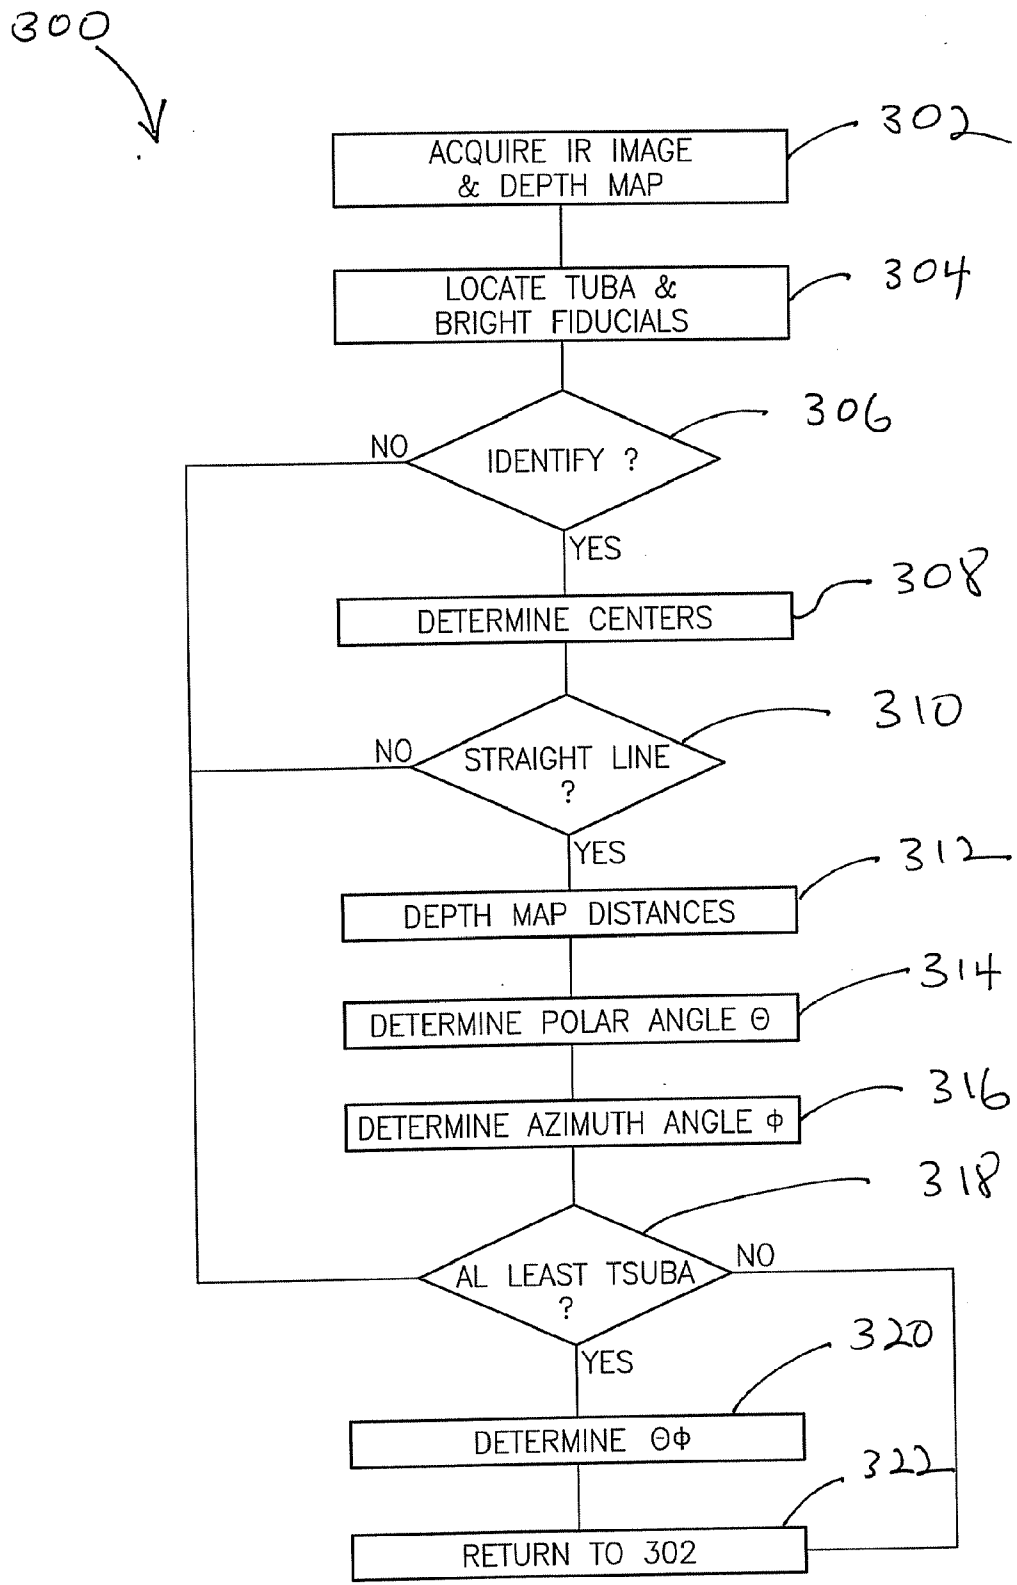 300
302
ACQUIRE IR IMAGE
& DEPTH MAP
304
LOCATE TUBA &
BRIGHT FIDUCIALS
306
NO
IDENTIFY ?
YES
308
DETERMINE CENTERS
310
NO
STRAIGHT LINE
?
YES
312
DEPTH MAP DISTANCES
314
DETERMINE POLAR ANGLE Θ
316
DETERMINE AZIMUTH ANGLE Φ
318
NO
AL LEAST TSUBA
?
YES
320
DETERMINE ΘΦ
322
RETURN TO 302